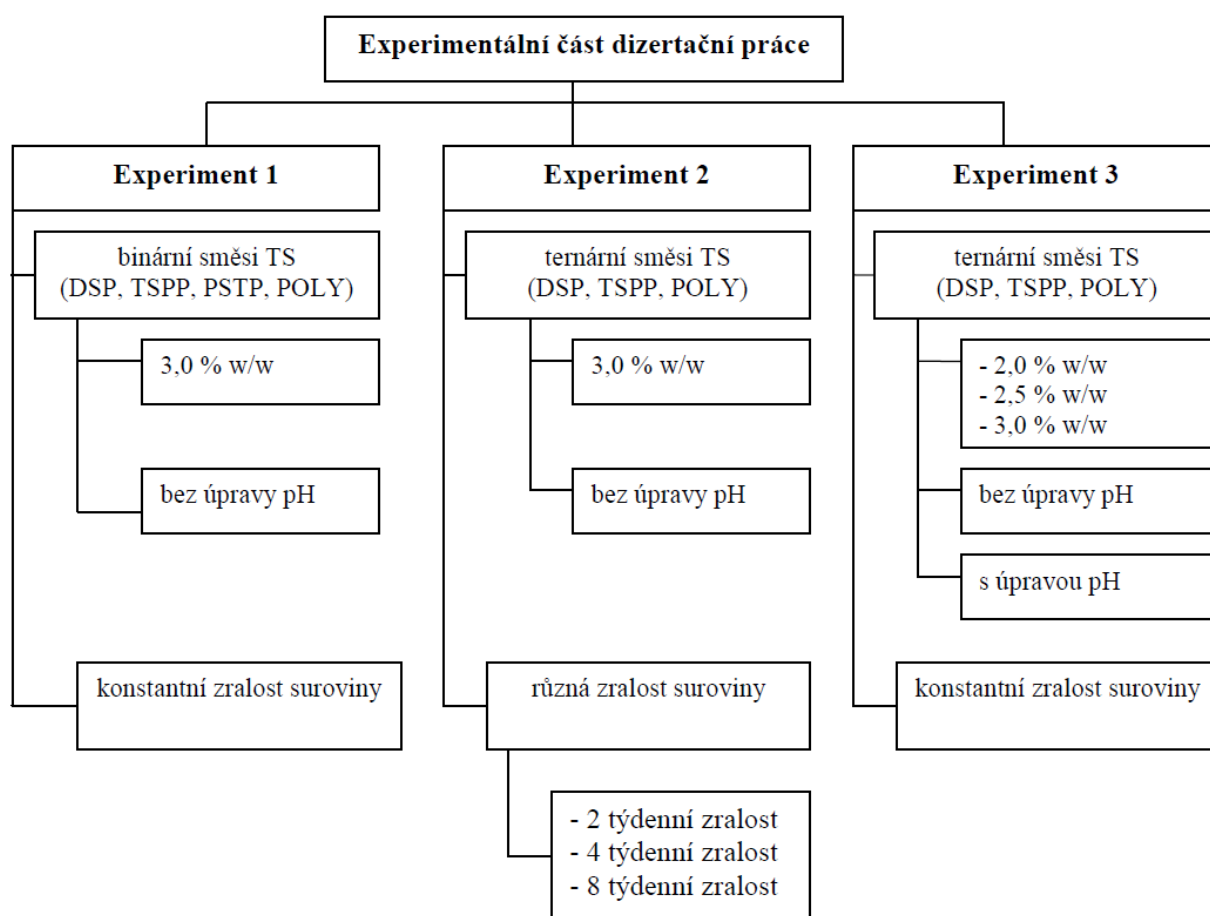 Experimentální část dizertační práce
Experiment 1
binární směsi TS
(DSP, TSPP, PSTP, POLY)
3,0 % w/w
bez úpravy pH
konstantní zralost suroviny
Experiment 2
ternární směsi TS
(DSP, TSPP, POLY)
3,0 % w/w
bez úpravy pH
různá zralost suroviny
- 2 týdenní zralost
- 4 týdenní zralost
- 8 týdenní zralost
Experiment 3
ternární směsi TS
(DSP, TSPP, POLY)
- 2,0 % w/w
- 2,5 % w/w
- 3,0 % w/w
bez úpravy pH
s úpravou pH
konstantní zralost suroviny